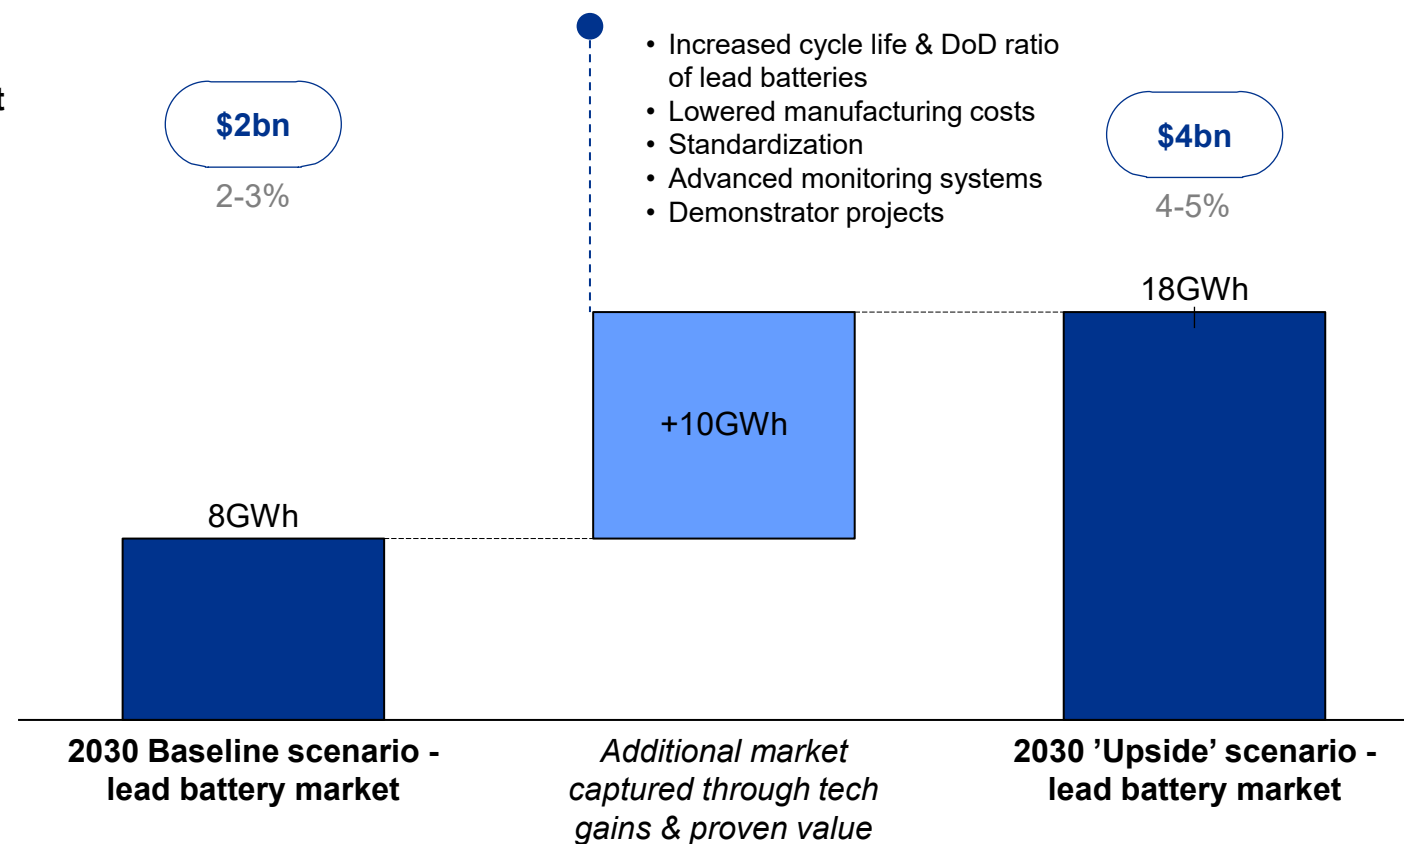 $2bn
2-3%
• Increased cycle life & DoD ratio
of lead batteries
• Lowered manufacturing costs
• Standardization
• Advanced monitoring systems
• Demonstrator projects
$4bn
4-5%
8GWh
+10GWh
18GWh
2030 Baseline scenario -
lead battery market
Additional market
captured through tech
gains & proven value
2030 ’Upside’ scenario -
lead battery market